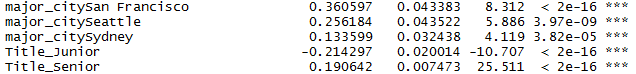 major_citySan Francisco 0.360597 0.043383 8.312 < 2e-16 ***
major_citySeattle 0.256184 0.043522 5.886 3.97e-09 ***
major_citySydney 0.133599 0.032438 4.119 3.82e-05 ***
Title_Junior -0.214297 0.020014 -10.707 < 2e-16 ***
Title_Senior 0.190642 0.007473 25.511 < 2e-16 ***